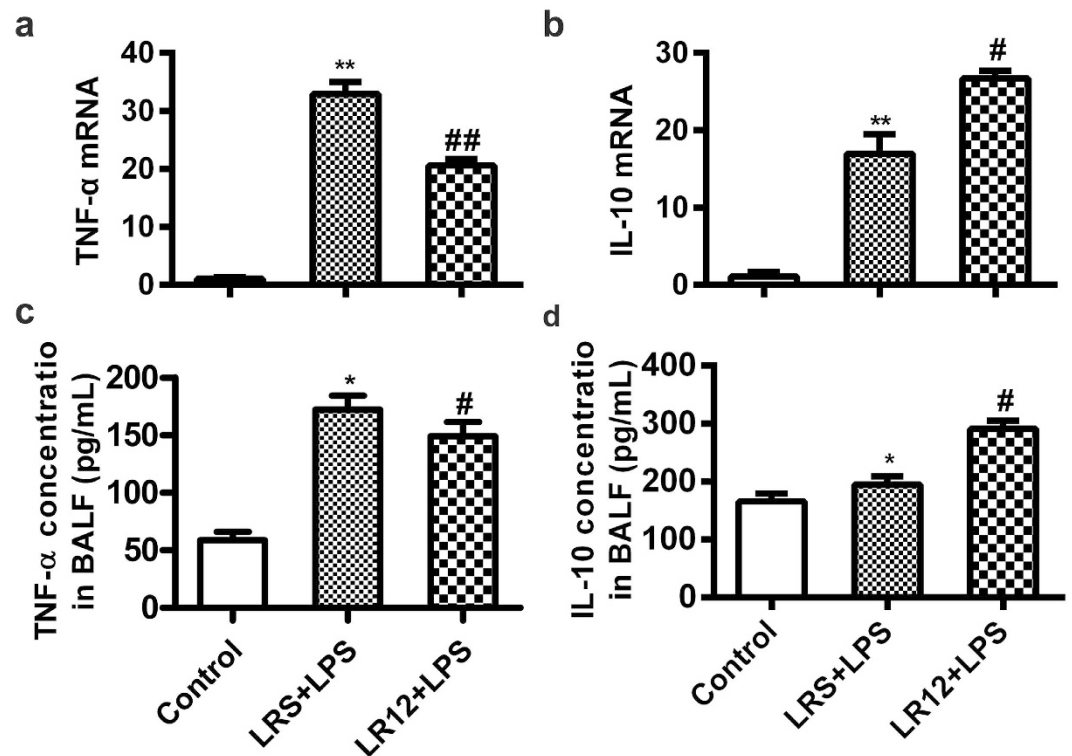 a
TNF-α mRNA
40
30
20
10
0
**
##
b
IL-10 mRNA
30
20
10
0
**
#
c
TNF-α concentratio
in BALF (pg/mL)
200
150
100
50
0
*
#
Control
LRS+LPS
LR12+LPS
d
IL-10 concentratio
in BALF (pg/mL)
400
300
200
100
0
*
#
Control
LRS+LPS
LR12+LPS